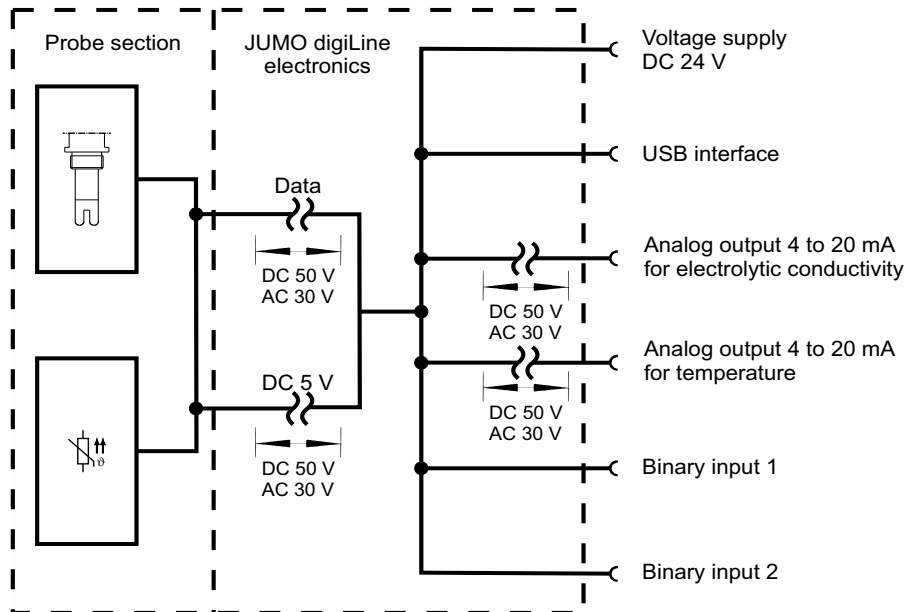 Probe section
JUMO digiLine
electronics
Voltage supply
DC 24 V
USB interface
Data
DC 50 V
AC 30 V
Analog output 4 to 20 mA
for electrolytic conductivity
DC 50 V
AC 30 V
Analog output 4 to 20 mA
for temperature
DC 50 V
AC 30 V
DC 5 V
DC 50 V
AC 30 V
ϑ
Binary input 1
Binary input 2